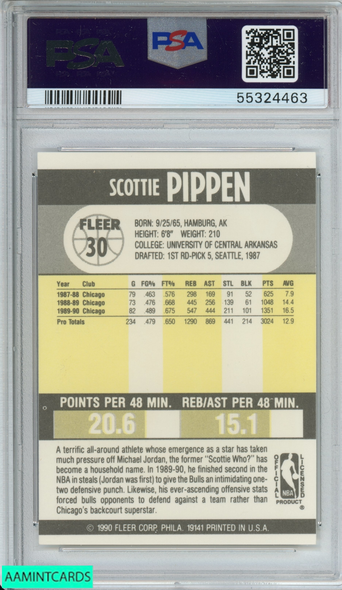 PSA
PSA
55324463
SCOTTIE PIPPEN
FLEER
30
BORN: 9/25/65, HAMBURG, AK
HEIGHT: 6'8" WEIGHT: 210
COLLEGE: UNIVERSITY OF CENTRAL ARKANSAS
DRAFTED: 1ST RD-PICK 5, SEATTLE, 1987
Year Club G FG% FT% REB AST STL BLK PTS AVG
1987-88 Chicago 79 .463 .576 298 169 91 52 625 7.9
1988-89 Chicago 73 .476 .668 445 256 139 61 1048 14.4
1989-90 Chicago 82 .489 .675 547 444 211 101 1351 16.5
Pro Totals 234 .479 .650 1290 869 441 214 3024 12.9
POINTS PER 48 MIN. REB/AST PER 48 MIN.
20.6 15.1
A terrific all-around athlete whose emergence as a star has taken
much pressure off Michael Jordan, the former "Scottie Who?" has
become a household name. In 1989-90, he finished second in the
NBA in steals (Jordan was first) to give the Bulls an intimidating one-
two defensive punch. Likewise, his ever-ascending offensive stats
forced bulls opponents to defend against a team rather than
Chicago's backcourt superstar.
OFFICIAL LICENSED
NBA
PRODUCT ®
© 1990 FLEER CORP., PHILA. 19141 PRINTED IN U.S.A.
AAMINTCARDS AAMINTCARDS